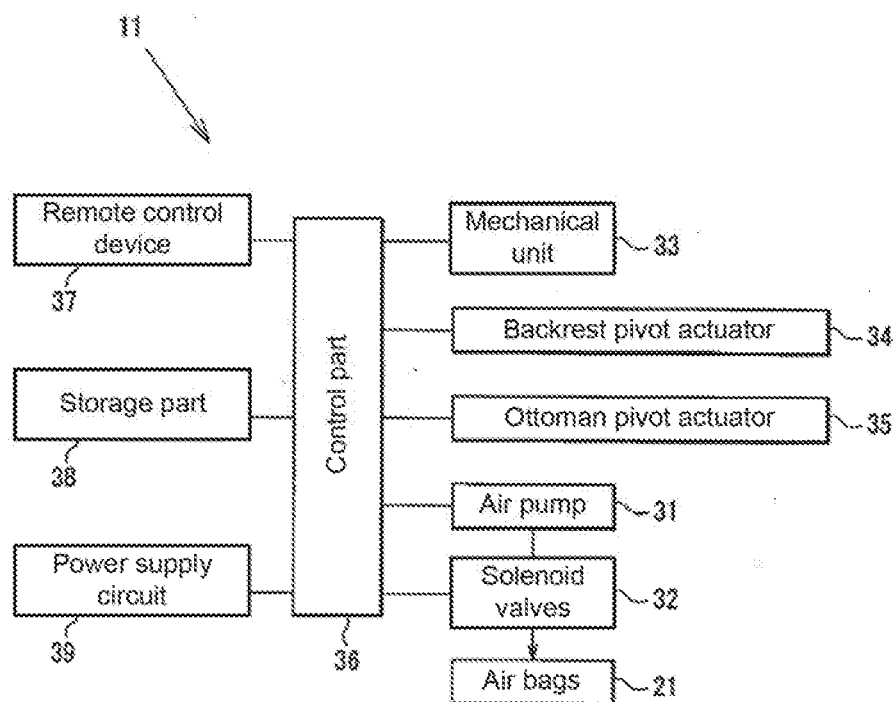 11
Remote control
device
37
Storage part
38
Power supply
circuit
39
Control part
36
Mechanical
unit
33
Backrest pivot actuator
34
Ottoman pivot actuator
35
Air pump
31
Solenoid
valves
32
Air bags
21